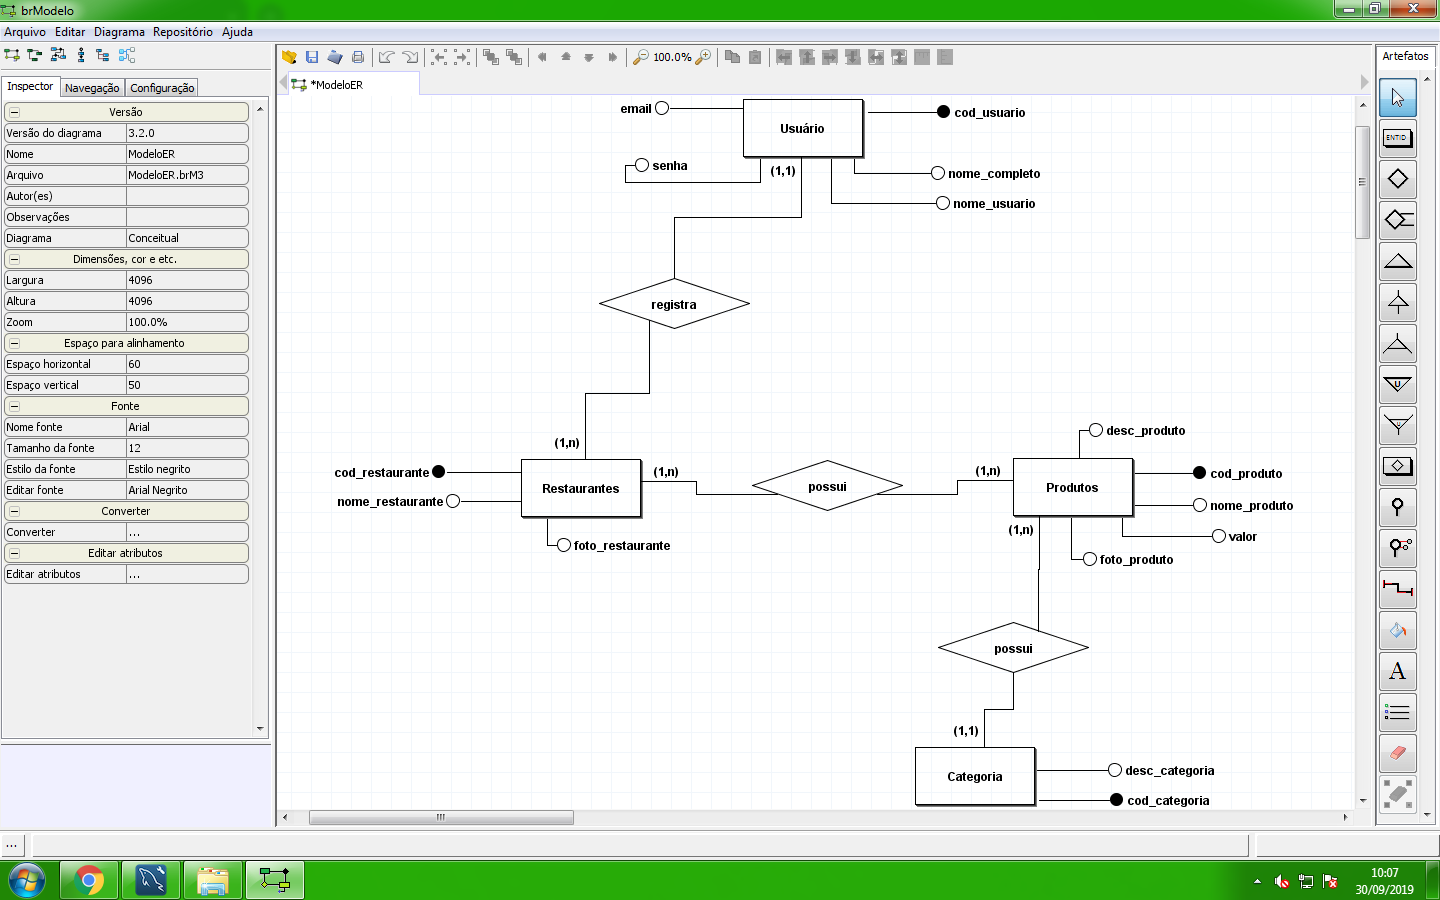 brModelo
Arquivo Editar Diagrama Repositório Ajuda
100.0%
Artefatos
Inspector Navegação Configuração
*ModeloER
Versão
Versão do diagrama 3.2.0
Nome ModeloER
Arquivo ModeloER.brM3
Autor(es)
Observações
Diagrama Conceitual
Dimensões, cor e etc.
Largura 4096
Altura 4096
Zoom 100.0%
Espaço para alinhamento
Espaço horizontal 60
Espaço vertical 50
Fonte
Nome fonte Arial
Tamanho da fonte 12
Estilo da fonte Estilo negrito
Editar fonte Arial Negrito
Converter
Converter ...
Editar atributos
Editar atributos ...
email
Usuário
cod_usuario
senha
(1,1)
nome_completo
nome_usuario
registra
(1,n)
cod_restaurante
nome_restaurante
Restaurantes
foto_restaurante
(1,n)
possui
(1,n)
desc_produto
Produtos
cod_produto
nome_produto
valor
foto_produto
(1,n)
possui
(1,1)
Categoria
desc_categoria
cod_categoria
ENTID
U
A
...
10:07
30/09/2019